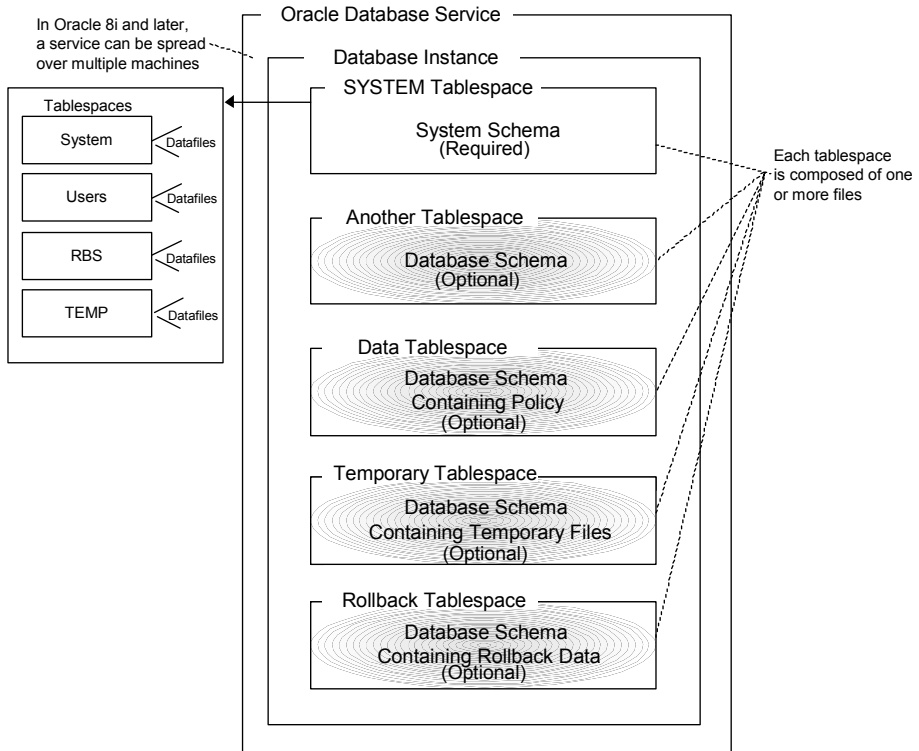 Oracle Database Service
In Oracle 8i and later,
a service can be spread
over multiple machines
Database Instance
SYSTEM Tablespace
System Schema
(Required)
Tablespaces
System
Datafiles
Users
Datafiles
RBS
Datafiles
TEMP
Datafiles
Each tablespace
is composed of one
or more files
Another Tablespace
Database Schema
(Optional)
Data Tablespace
Database Schema
Containing Policy
(Optional)
Temporary Tablespace
Database Schema
Containing Temporary Files
(Optional)
Rollback Tablespace
Database Schema
Containing Rollback Data
(Optional)